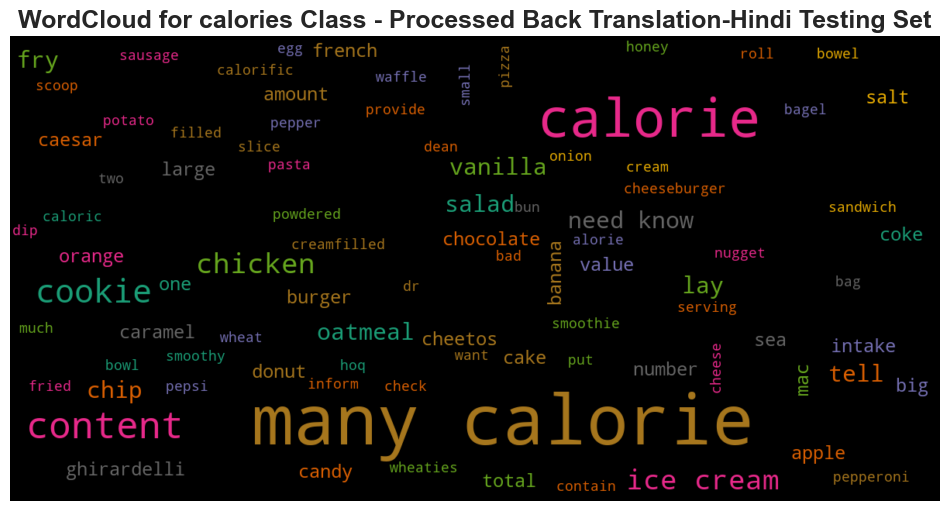 WordCloud for calories Class - Processed Back Translation-Hindi Testing Set
fry
sausage
egg
french
honey
roll
bowel
pizza
calorific
waffle
small
scoop
amount
provide
calorie
salt
bagel
potato
filled
pepper
caesar
slice
dean
onion
pasta
vanilla
cream
large
two
cheeseburger
caloric
powdered
salad
bun
need know
sandwich
dip
creamfilled
chocolate
alorie
coke
orange
bad
nugget
chicken
banana
value
cookie
one
burger
dr
lay
bag
serving
much
caramel
wheat
oatmeal
cheetos
smoothie
sea
intake
smoothy
want
cake
put
bowl
hoq
donut
number
cheese
mac
tell
big
fried
chip
pepsi
inform
check
content
many calorie
ghirardelli
candy
wheaties
total
contain
ice cream
apple
pepperoni